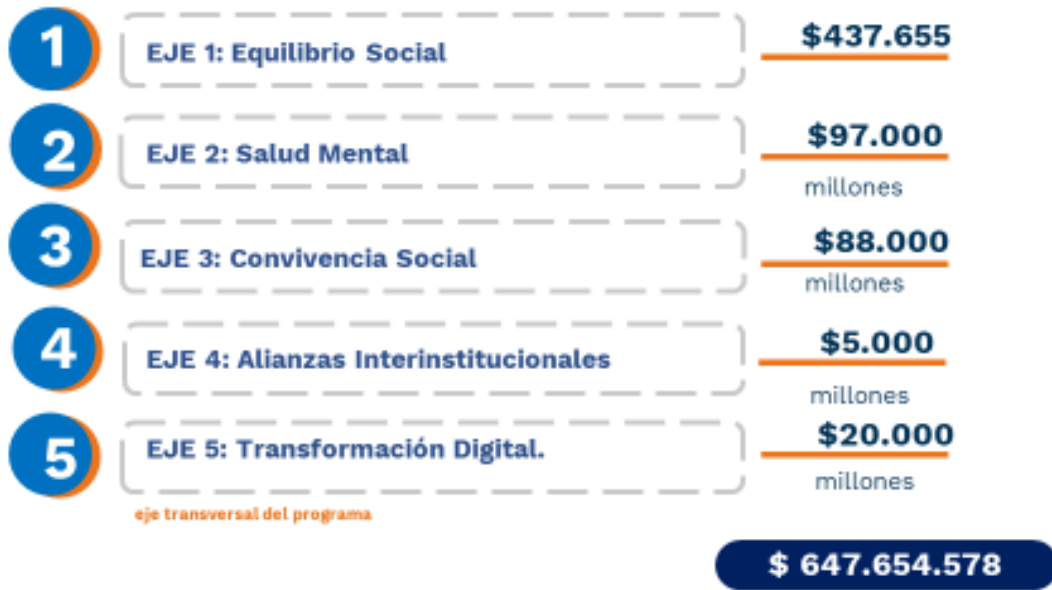 1
EJE 1: Equilibrio Social
$437.655
2
EJE 2: Salud Mental
$97.000
millones
3
EJE 3: Convivencia Social
$88.000
millones
4
EJE 4: Alianzas Interinstitucionales
$5.000
millones
5
EJE 5: Transformación Digital.
$20.000
millones
eje transversal del programa
$ 647.654.578